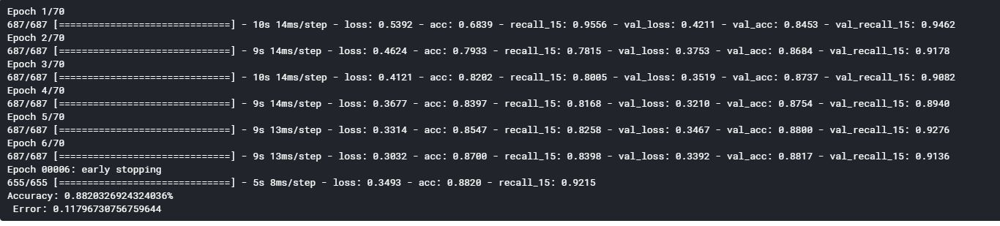 Epoch 1/70
687/687 [==============================] - 10s 14ms/step - loss: 0.5392 - acc: 0.6839 - recall_15: 0.9556 - val_loss: 0.4211 - val_acc: 0.8453 - val_recall_15: 0.9462
Epoch 2/70
687/687 [==============================] - 9s 14ms/step - loss: 0.4624 - acc: 0.7933 - recall_15: 0.7815 - val_loss: 0.3753 - val_acc: 0.8684 - val_recall_15: 0.9178
Epoch 3/70
687/687 [==============================] - 10s 14ms/step - loss: 0.4121 - acc: 0.8202 - recall_15: 0.8005 - val_loss: 0.3519 - val_acc: 0.8737 - val_recall_15: 0.9082
Epoch 4/70
687/687 [==============================] - 9s 14ms/step - loss: 0.3677 - acc: 0.8397 - recall_15: 0.8168 - val_loss: 0.3210 - val_acc: 0.8754 - val_recall_15: 0.8940
Epoch 5/70
687/687 [==============================] - 9s 13ms/step - loss: 0.3314 - acc: 0.8547 - recall_15: 0.8258 - val_loss: 0.3467 - val_acc: 0.8800 - val_recall_15: 0.9276
Epoch 6/70
687/687 [==============================] - 9s 13ms/step - loss: 0.3032 - acc: 0.8700 - recall_15: 0.8398 - val_loss: 0.3392 - val_acc: 0.8817 - val_recall_15: 0.9136
Epoch 00006: early stopping
655/655 [==============================] - 5s 8ms/step - loss: 0.3493 - acc: 0.8820 - recall_15: 0.9215
Accuracy: 0.8820326924324036%
 Error: 0.11796730756759644